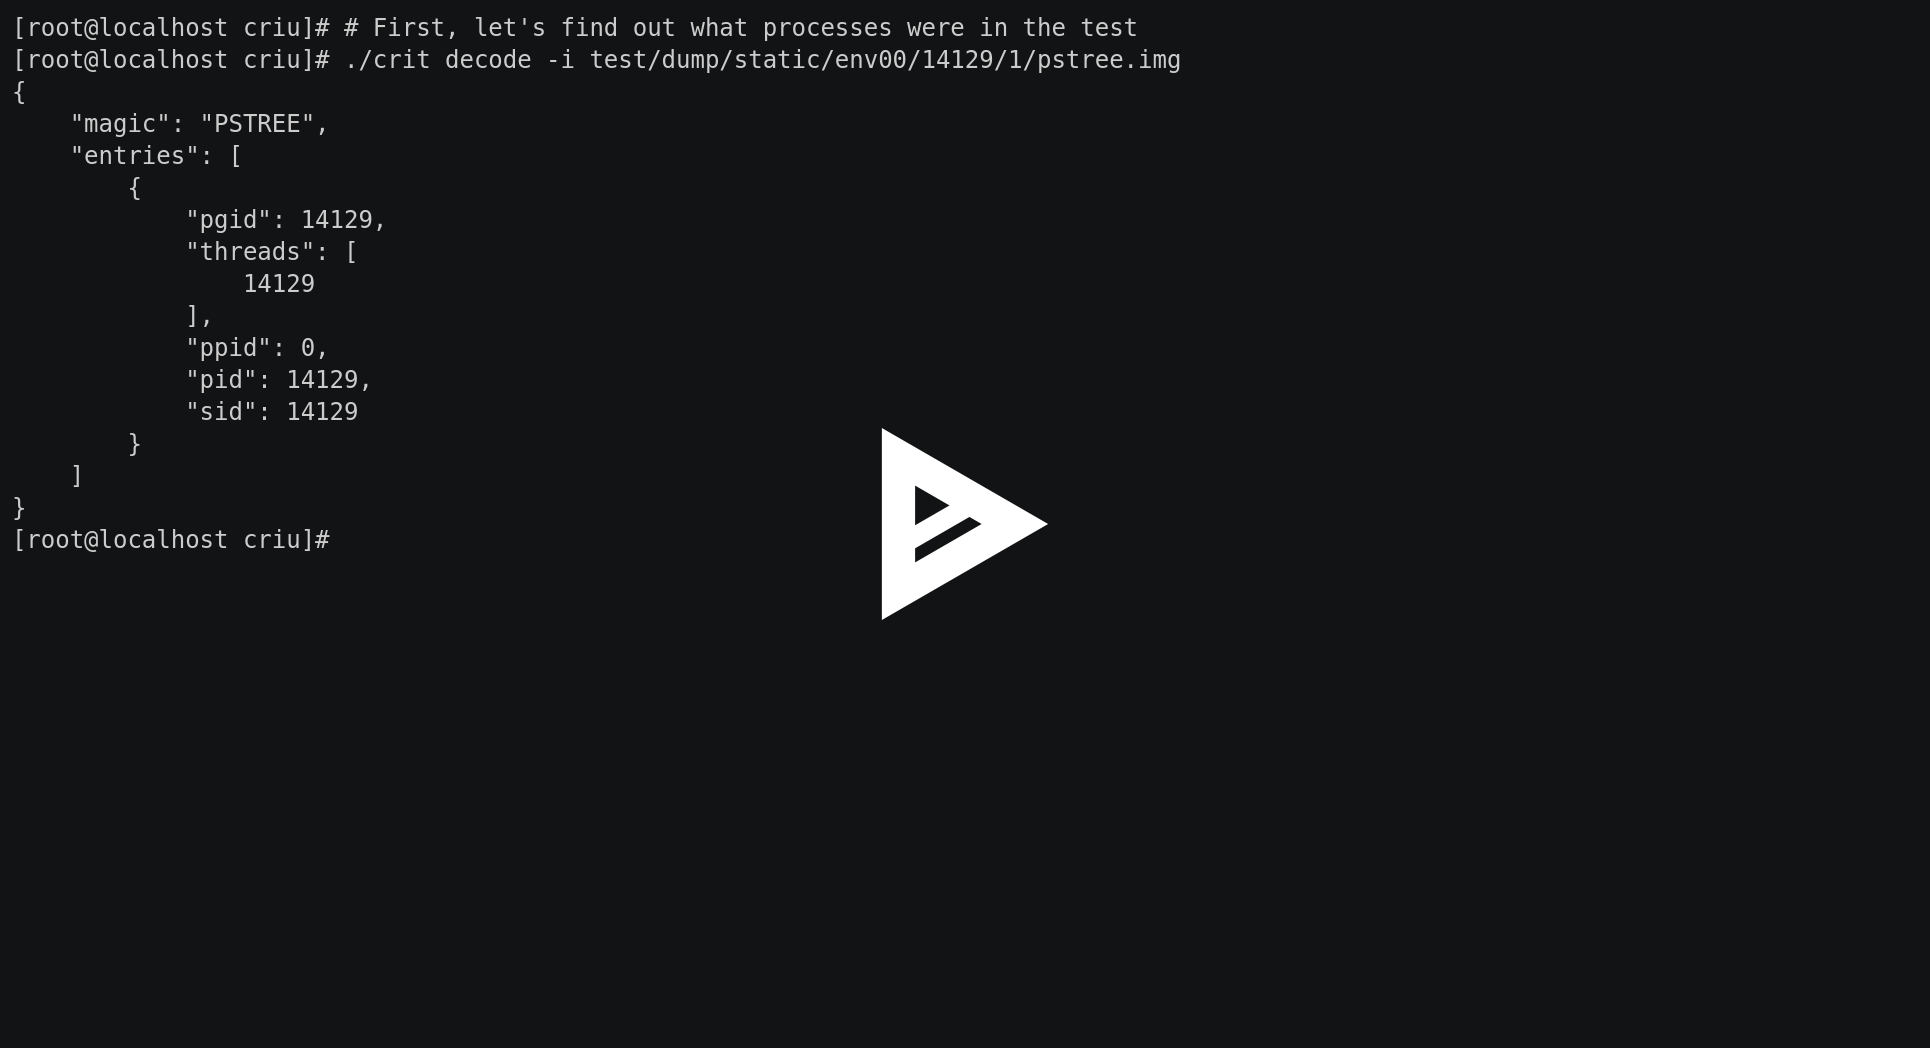 [root@localhost criu]# # First, let's find out what processes were in the test
[root@localhost criu]# ./crit decode -i test/dump/static/env00/14129/1/pstree.img
{
    "magic": "PSTREE",
    "entries": [
        {
            "pgid": 14129,
            "threads": [
                14129
            ],
            "ppid": 0,
            "pid": 14129,
            "sid": 14129
        }
    ]
}
[root@localhost criu]#